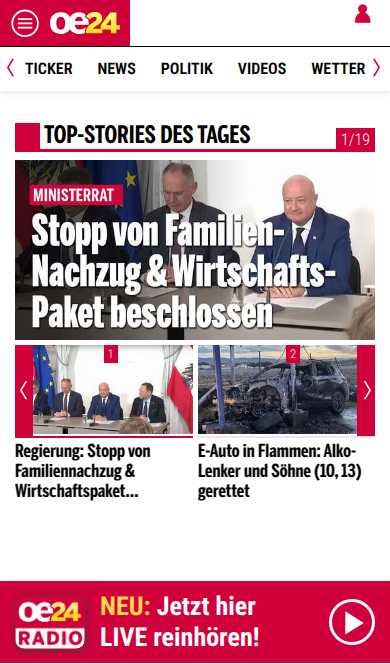 oe24
TICKER NEWS POLITIK VIDEOS WETTER
TOP-STORIES DES TAGES
1/19
MINISTERRAT
Stopp von Familien-
Nachzug & Wirtschafts-
Paket beschlossen
1
2
Regierung: Stopp von
Familiennachzug &
Wirtschaftspaket...
E-Auto in Flammen: Alko-
Lenker und Söhne (10, 13)
gerettet
oe24
RADIO
NEU: Jetzt hier
LIVE reinhören!